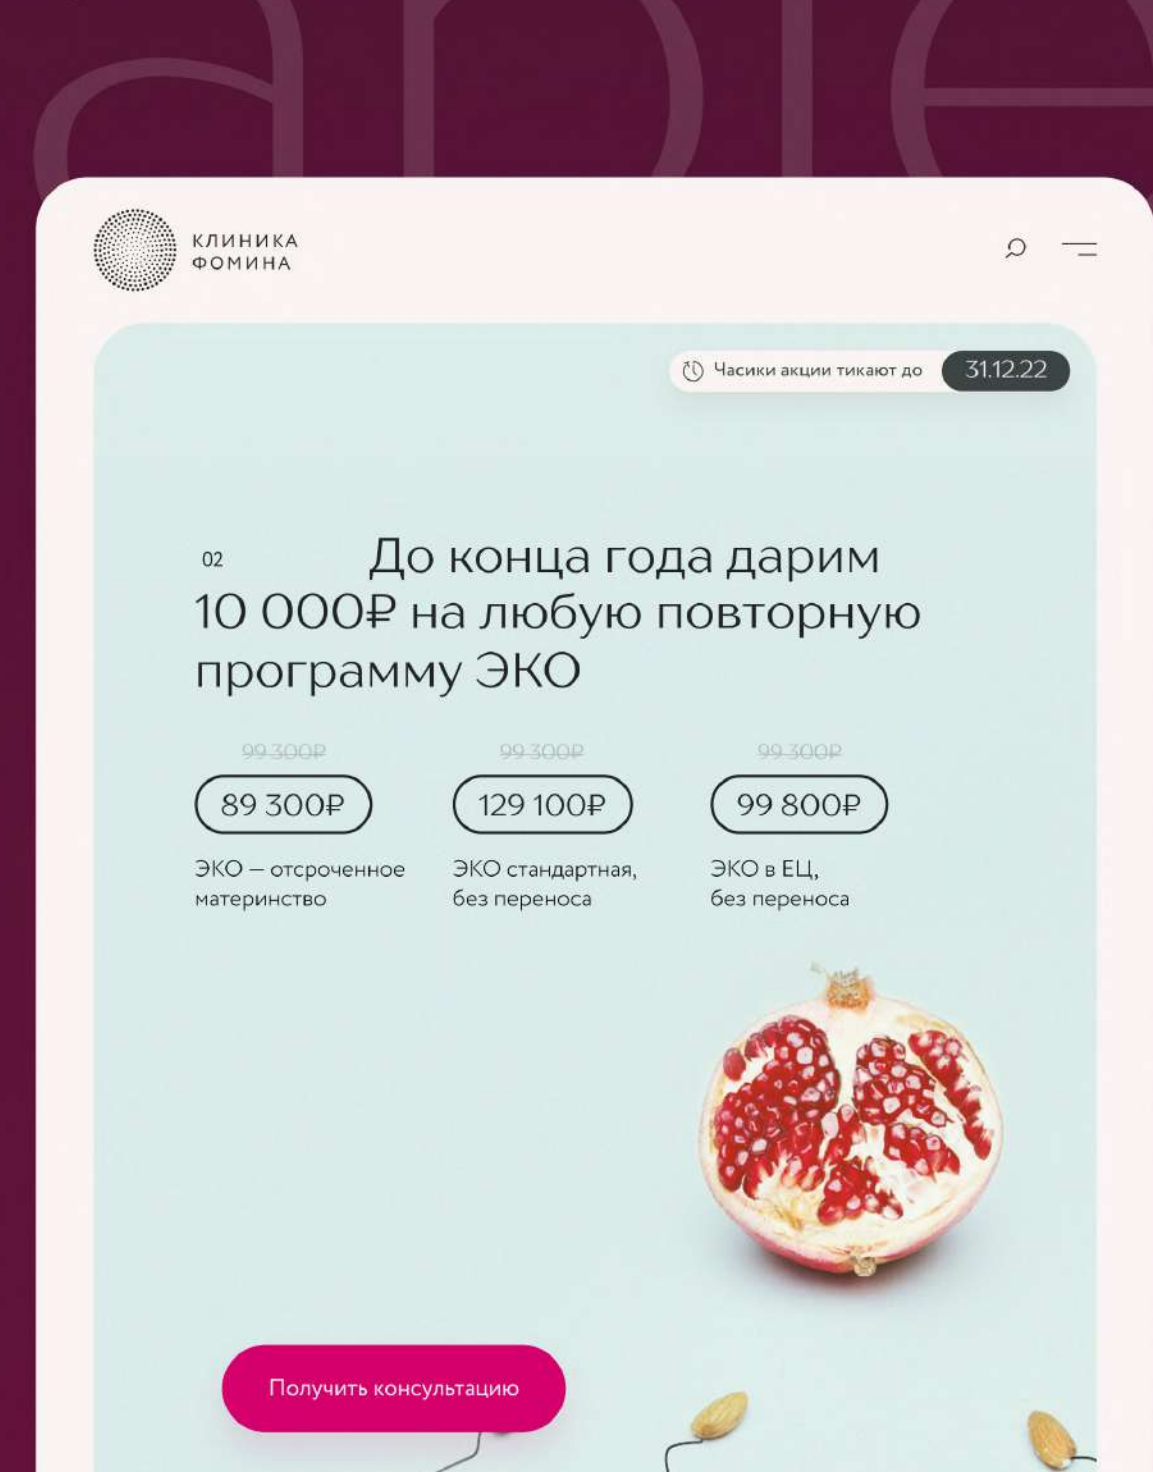 КЛИНИКА
ФОМИНА
Часики акции тикают до 31.12.22
02
До конца года дарим
10 000₽ на любую повторную
программу ЭКО
99 300₽ 99 300₽ 99 300₽
89 300₽ 129 100₽ 99 800₽
ЭКО — отсроченное
материнство
ЭКО стандартная,
без переноса
ЭКО в ЕЦ,
без переноса
Получить консультацию